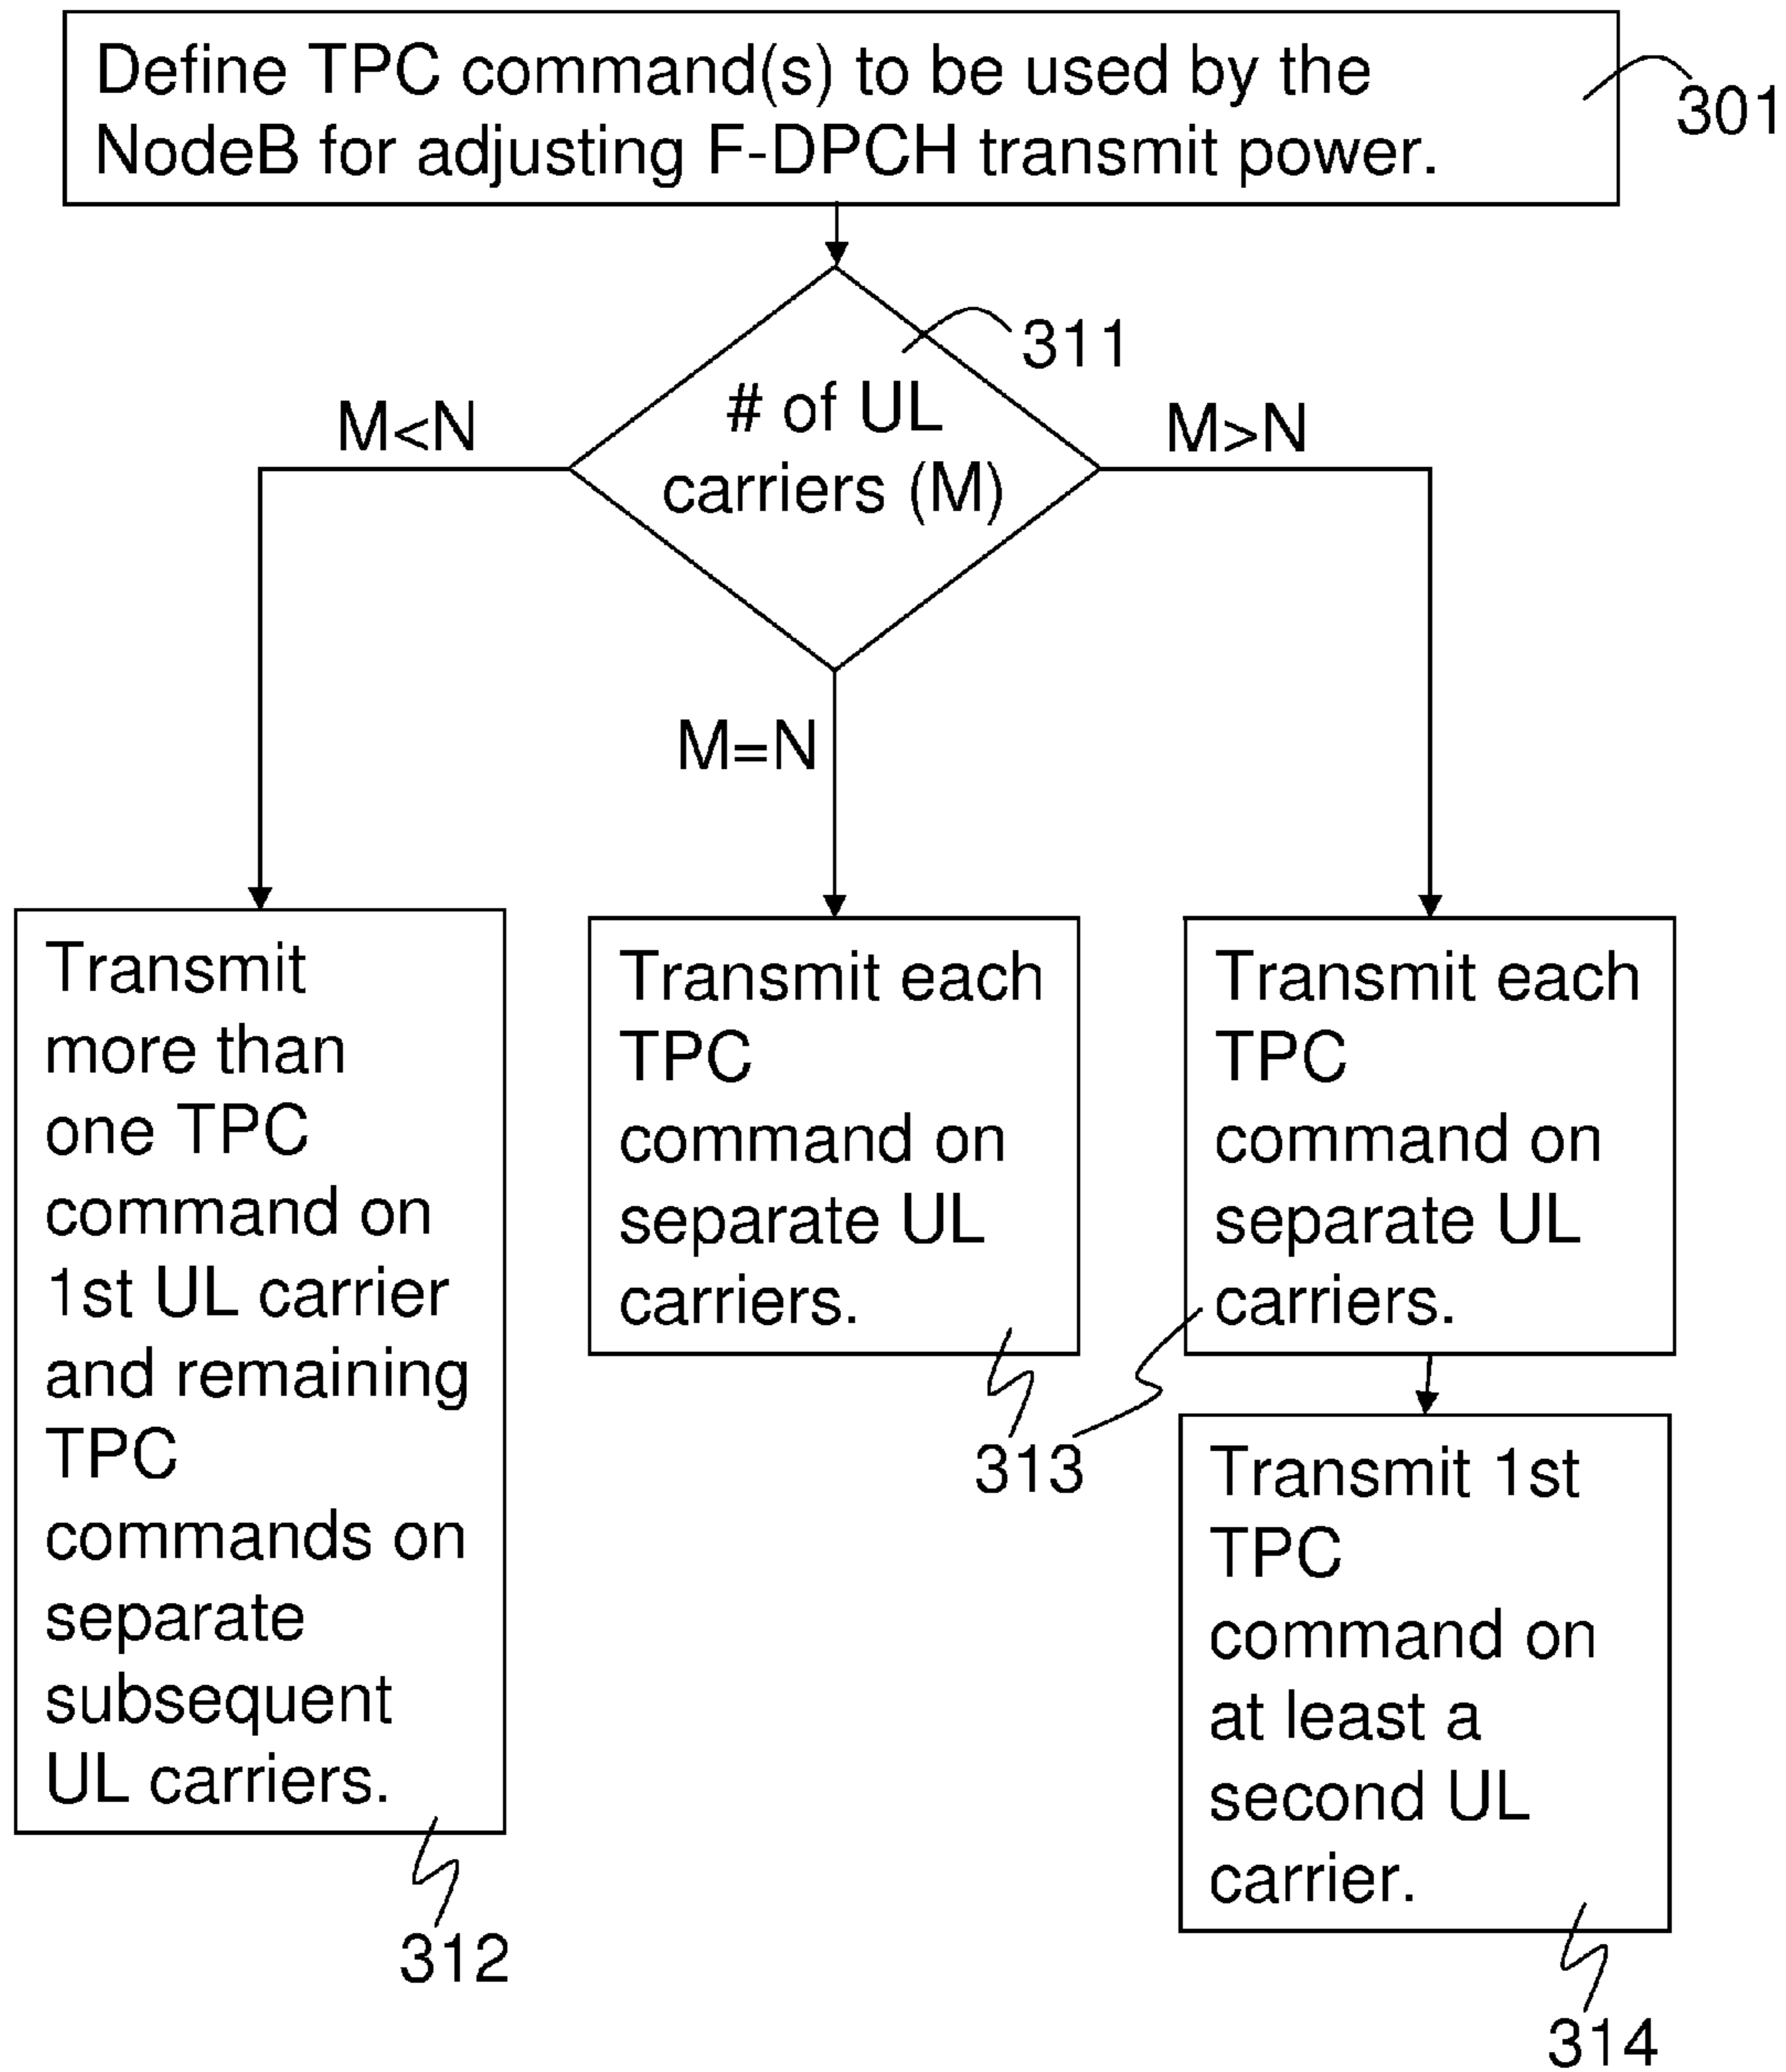 Define TPC command(s) to be used by the
NodeB for adjusting F-DPCH transmit power.
301
311
# of UL
carriers (M)
M<N
M>N
M=N
Transmit
more than
one TPC
command on
1st UL carrier
and remaining
TPC
commands on
separate
subsequent
UL carriers.
312
Transmit each
TPC
command on
separate UL
carriers.
Transmit each
TPC
command on
separate UL
carriers.
313
Transmit 1st
TPC
command on
at least a
second UL
carrier.
314